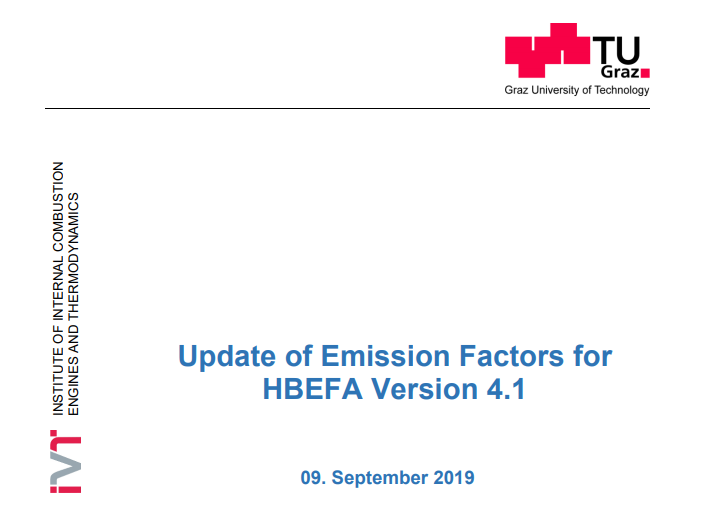 TU
Graz
Graz University of Technology
INSTITUTE OF INTERNAL COMBUSTION
ENGINES AND THERMODYNAMICS
ivt
Update of Emission Factors for
HBEFA Version 4.1
09. September 2019